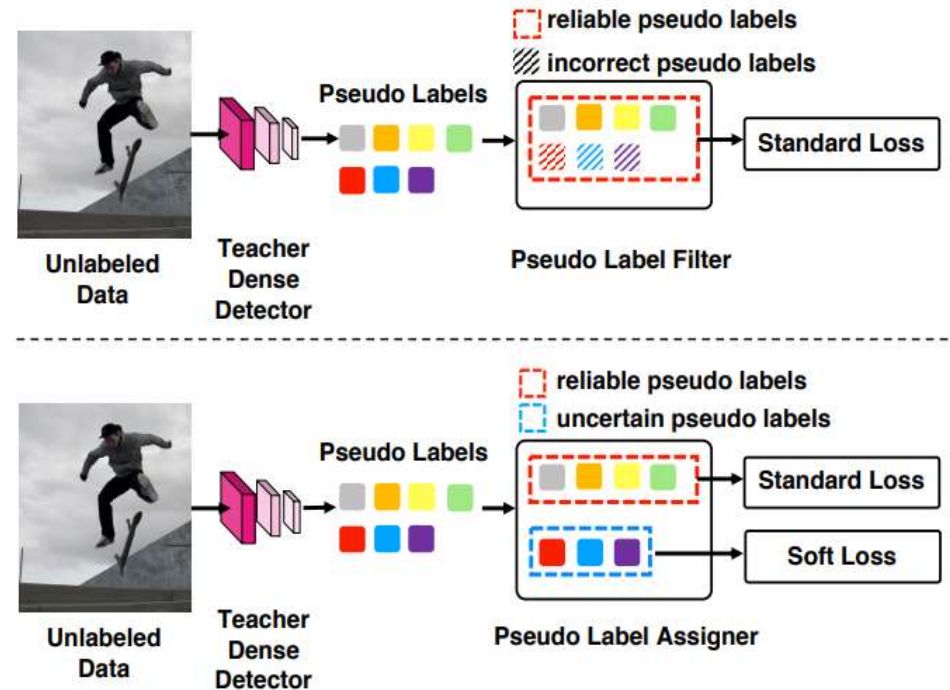 reliable pseudo labels
incorrect pseudo labels
Pseudo Labels
Standard Loss
Unlabeled
Data
Teacher
Dense
Detector
Pseudo Label Filter
reliable pseudo labels
uncertain pseudo labels
Pseudo Labels
Standard Loss
Soft Loss
Unlabeled
Data
Teacher
Dense
Detector
Pseudo Label Assigner